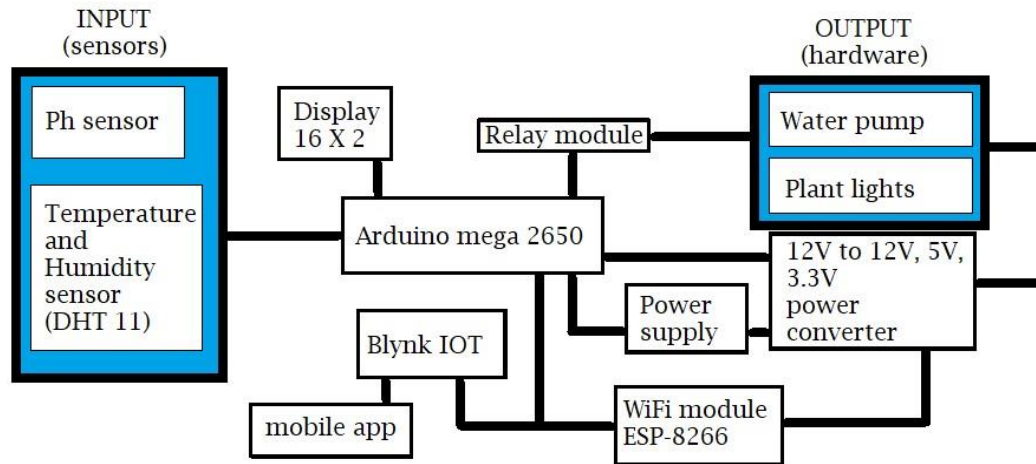 INPUT
(sensors)
Ph sensor
Temperature
and
Humidity
sensor
(DHT 11)
Display
16 X 2
Relay module
Arduino mega 2650
Blynk IOT
mobile app
Power
supply
WiFi module
ESP-8266
OUTPUT
(hardware)
Water pump
Plant lights
12V to 12V, 5V,
3.3V
power
converter